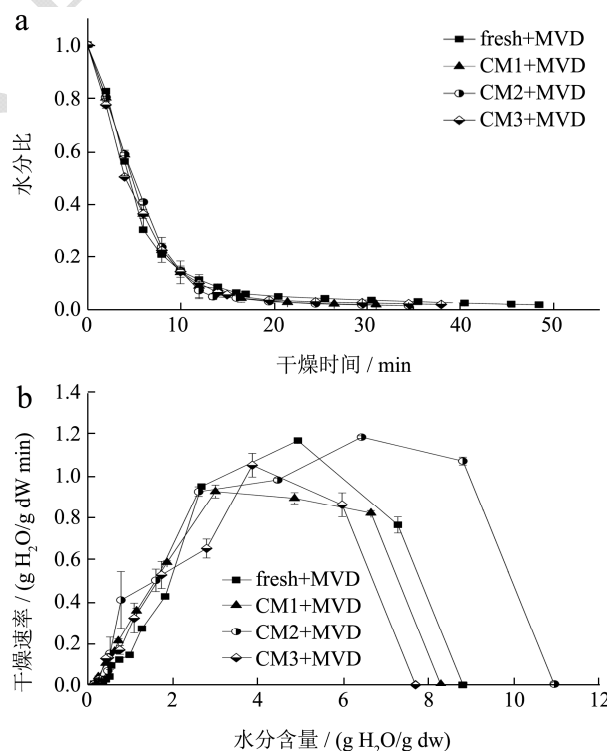 a
1.0
0.8
0.6
0.4
0.2
0.0
水分比
fresh+MVD
CM1+MVD
CM2+MVD
CM3+MVD
0 10 20 30 40 50
干燥时间 / min
b
1.4
1.2
1.0
0.8
0.6
0.4
0.2
0.0
干燥速率 / (g H₂O/g dW min)
fresh+MVD
CM1+MVD
CM2+MVD
CM3+MVD
0 2 4 6 8 10 12
水分含量 / (g H₂O/g dw)